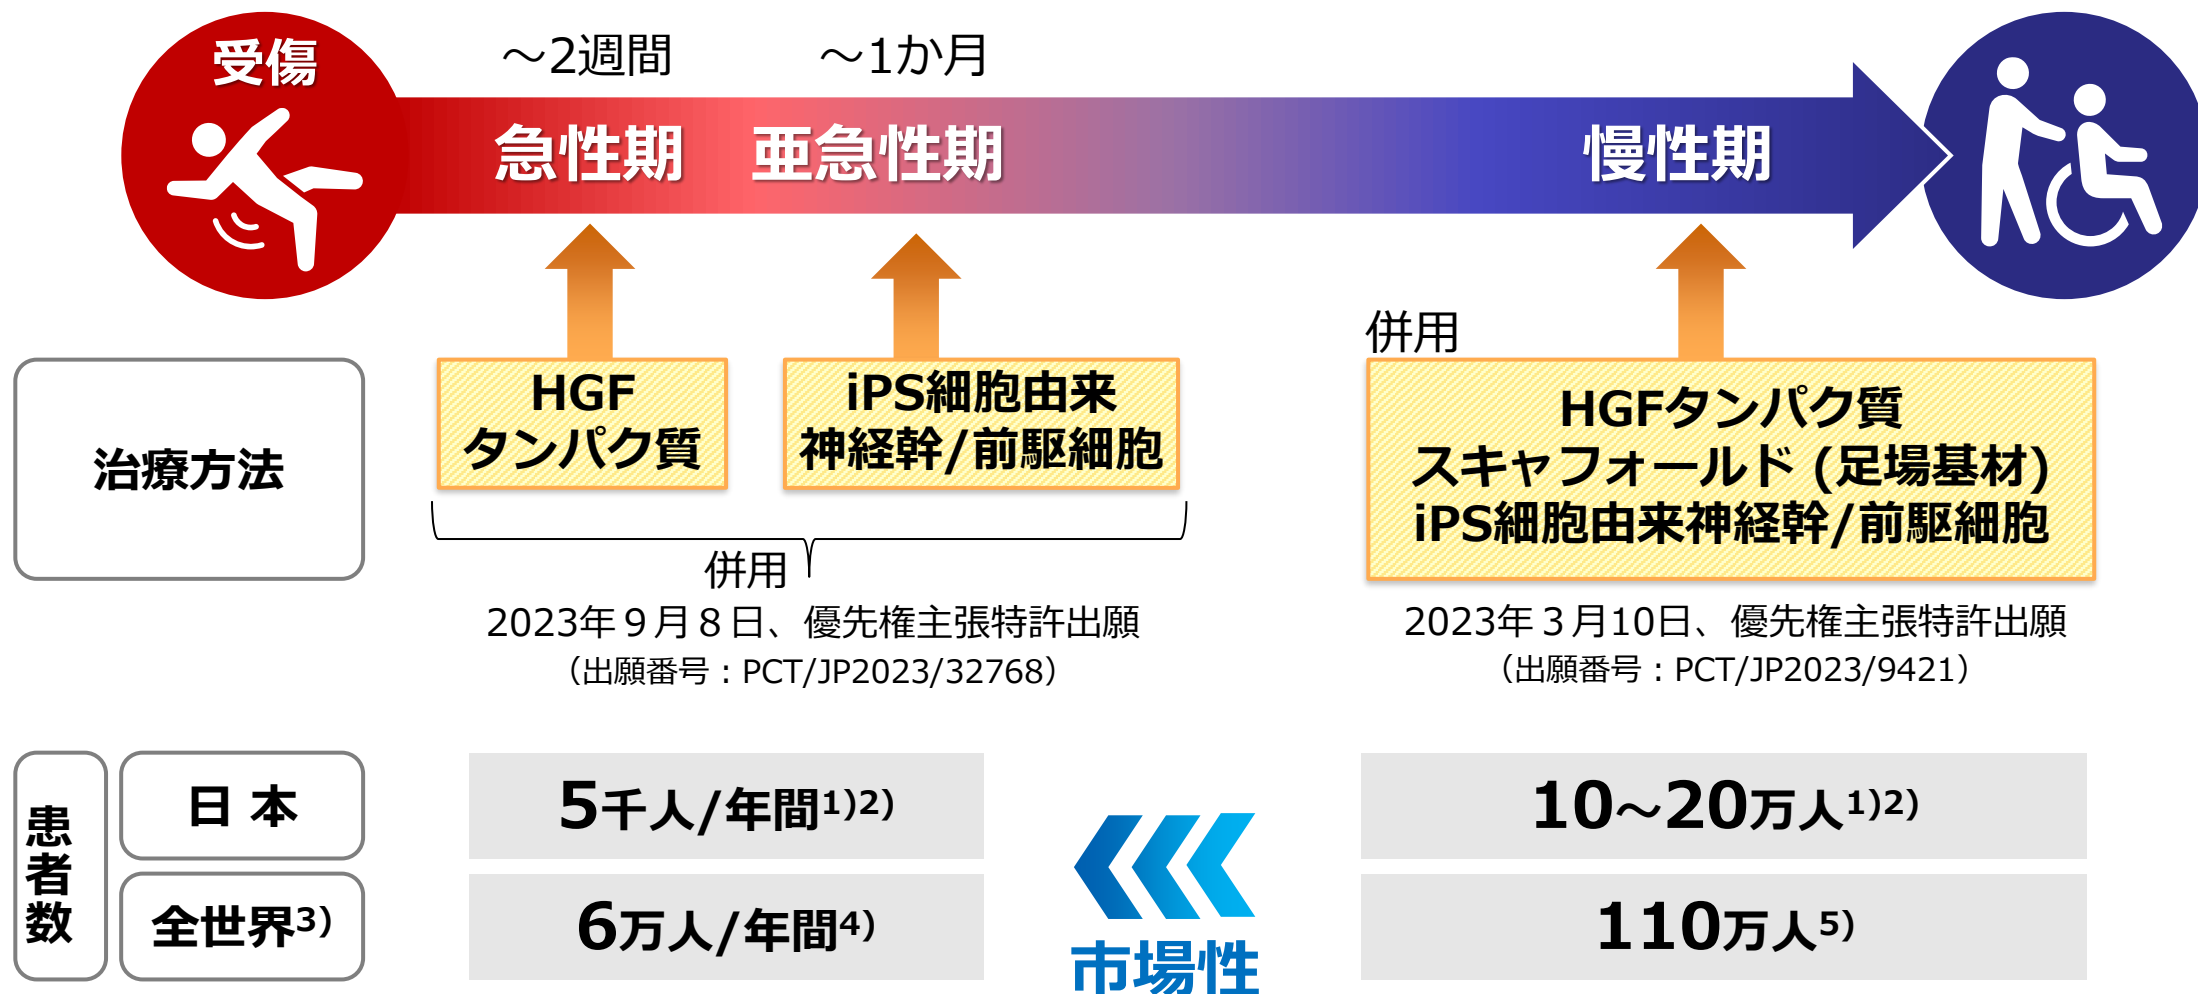 受傷
～2週間
～1か月
急性期
亜急性期
慢性期
併用
治療方法
HGF
タンパク質
iPS細胞由来
神経幹/前駆細胞
HGFタンパク質
スキャフォールド (足場基材)
iPS細胞由来神経幹/前駆細胞
併用
2023年９月８日、優先権主張特許出願
（出願番号：PCT/JP2023/32768）
2023年３月10日、優先権主張特許出願
（出願番号：PCT/JP2023/9421）
患者数
日 本
5千人/年間1)2)
10～20万人1)2)
全世界3)
6万人/年間4)
110万人5)
市場性